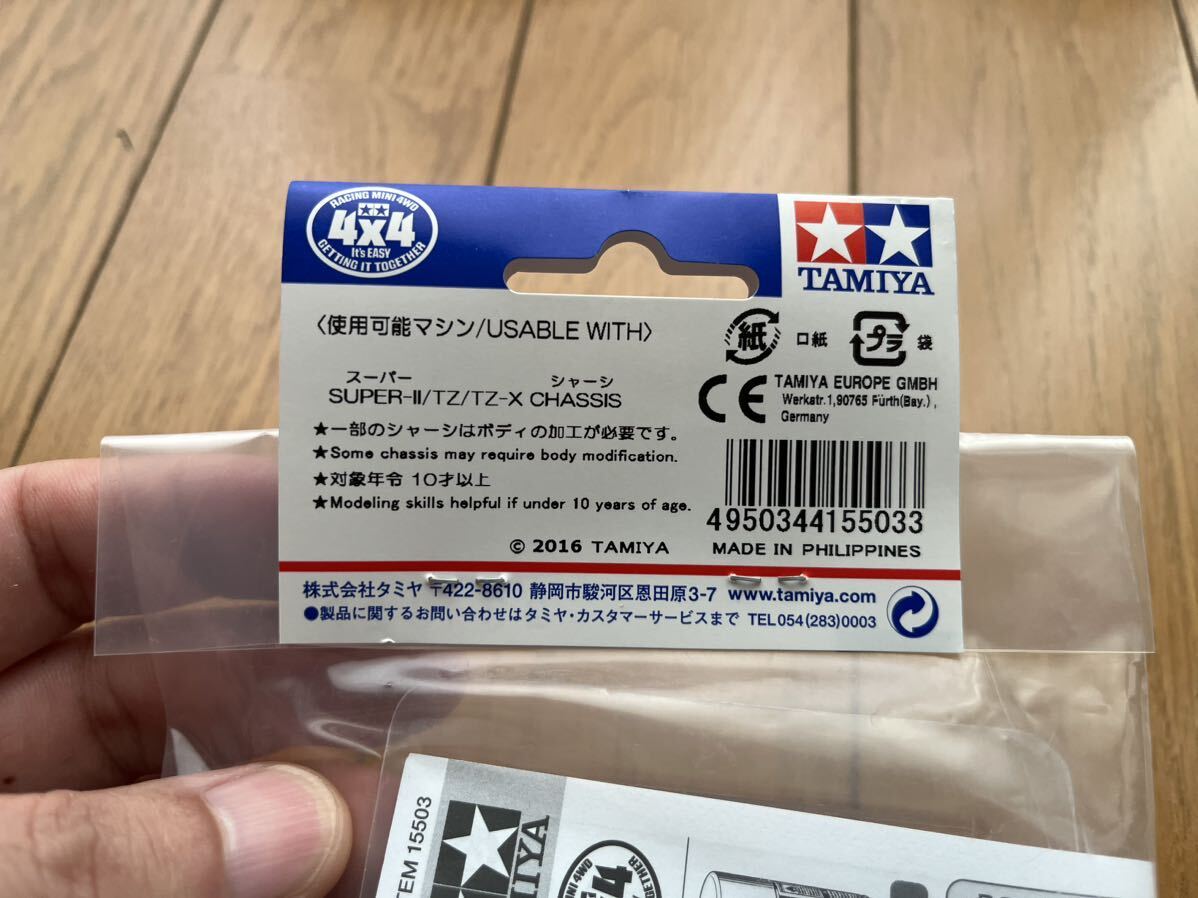 RACING MINI 4WD
4x4
It's EASY
GETTING IT TOGETHER
TAMIYA
〈使用可能マシン/USABLE WITH〉
スーパー シャーシ
SUPER-II/TZ/TZ-X CHASSIS
★一部のシャーシはボディの加工が必要です。
★Some chassis may require body modification.
★対象年令 10才以上
★Modeling skills helpful if under 10 years of age.
© 2016 TAMIYA
紙 口紙 プラ 袋
CE
TAMIYA EUROPE GMBH
Werkstr.1,90765 Fürth(Bay.),
Germany
4950344155033
MADE IN PHILIPPINES
株式会社タミヤ 〒422-8610 静岡市駿河区恩田原3-7 www.tamiya.com
●製品に関するお問い合わせはタミヤ・カスタマーサービスまで TEL054(283)0003
ITEM 15503